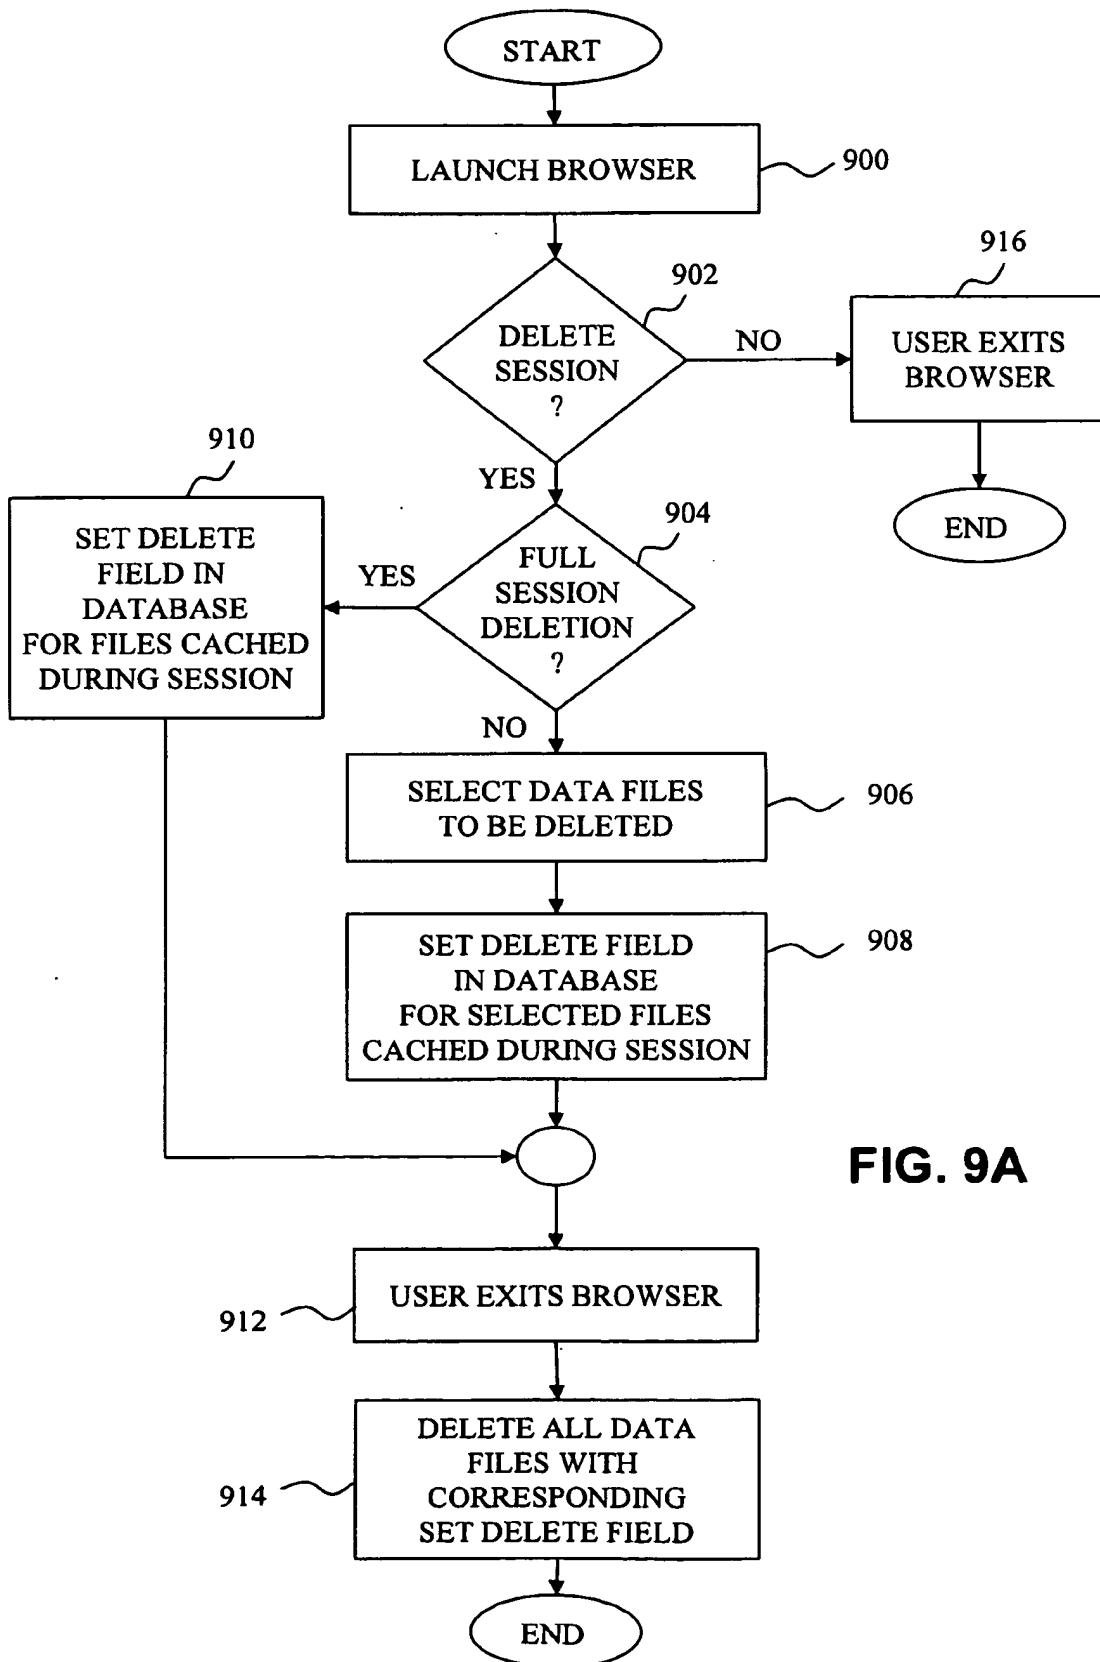 START
LAUNCH BROWSER
900
902
DELETE
SESSION
?
NO
916
USER EXITS
BROWSER
END
YES
904
FULL
SESSION
DELETION
?
YES
910
SET DELETE
FIELD IN
DATABASE
FOR FILES CACHED
DURING SESSION
NO
SELECT DATA FILES
TO BE DELETED
906
SET DELETE FIELD
IN DATABASE
FOR SELECTED FILES
CACHED DURING SESSION
908
FIG. 9A
USER EXITS BROWSER
912
DELETE ALL DATA
FILES WITH
CORRESPONDING
SET DELETE FIELD
914
END